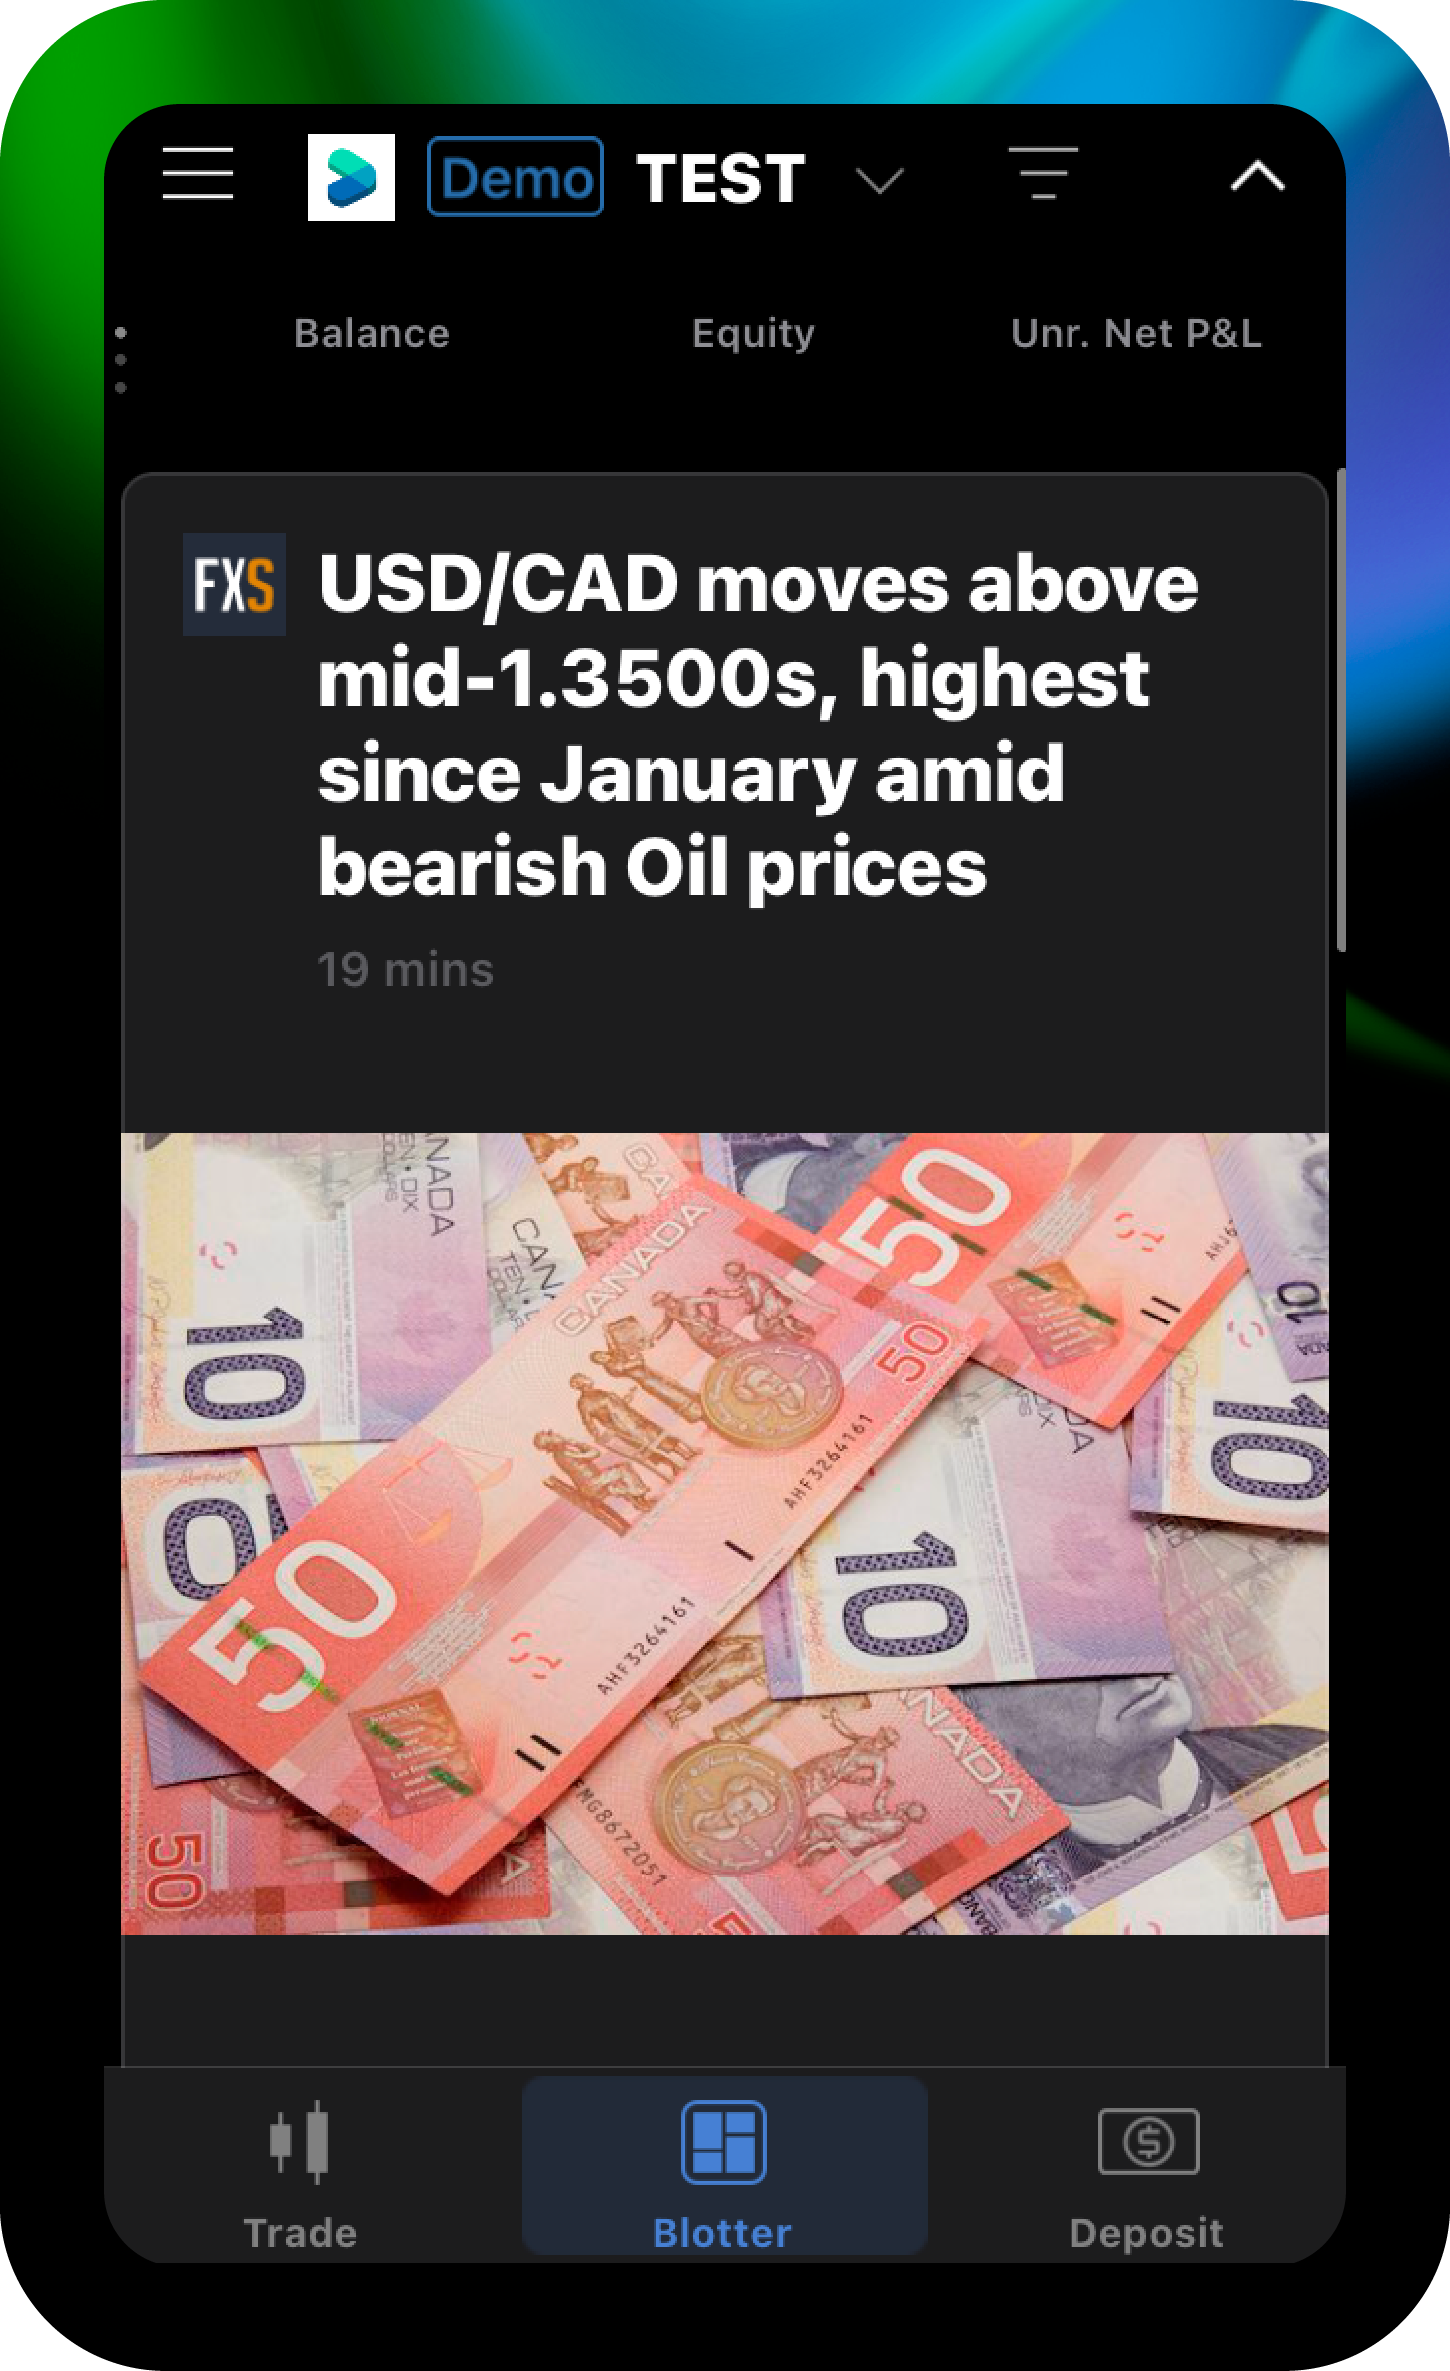 Demo TEST
Balance Equity Unr. Net P&L
FXS
USD/CAD moves above
mid-1.3500s, highest
since January amid
bearish Oil prices
19 mins
CANADA
50
50
CANADA
10
50
AHF3264161
10
10
50
AHF3264161
10
CANADA
EMG8672051
50
Trade Blotter Deposit